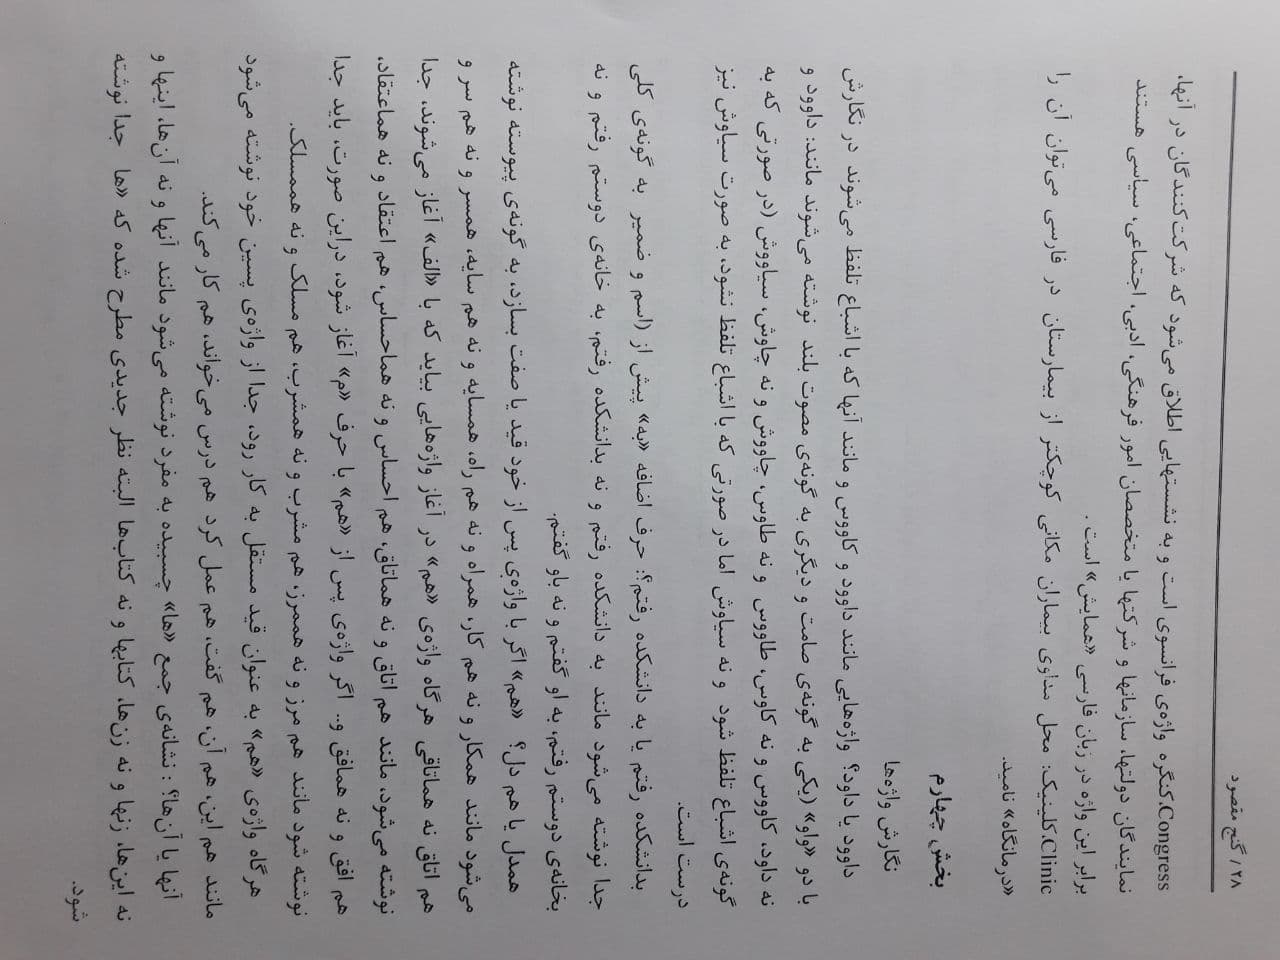 ۲۸ / گنج مقصود
Congress،کنگره واژه‌ی فرانسوی است و به نشستهایی اطلاق می‌شود که شرکت‌کنندگان در آنها،
نمایندگان دولتها، سازمانها و شرکتها یا متخصصان امور فرهنگی، ادبی، اجتماعی، سیاسی هستند
برابر این واژه در زبان فارسی «همایش» است .
Clinic،کلینیک: محل مداوی بیماران مکانی کوچکتر از بیمارستان در فارسی می‌توان آن را
«درمانگاه» نامید.
بخش چهارم
نگارش واژه‌ها
داوود یا داود؟ واژه‌هایی مانند داوود و کاووس و مانند آنها که با اشباع تلفظ می‌شوند در نگارش
با دو «واو» (یکی به گونه‌ی صامت و دیگری به گونه‌ی مصوت بلند نوشته می‌شوند مانند: داوود و
نه داود، کاووس و نه کاوس، طاووس و نه طاوس، چاووش و نه چاوش، سیاووش (در صورتی که به
گونه‌ی اشباع تلفظ شود و نه سیاوش اما در صورتی که با اشباع تلفظ نشود، به صورت سیاوش نیز
درست است.
بدانشکده رفتم یا به دانشکده رفتم؟: حرف اضافه «به» پیش از (اسم و ضمیر به گونه‌ی کلی
جدا نوشته می‌شود مانند به دانشکده رفتم و نه بدانشکده رفتم، به خانه‌ی دوستم رفتم و نه
بخانه‌ی دوستم رفتم، به او گفتم و نه باو گفتم.
همدل یا هم دل؟ «هم» اگر با واژه‌ی پس از خود قید یا صفت بسازد، به گونه‌ی پیوسته نوشته
می‌شود مانند همکار و نه هم کار، همراه و نه هم راه، همسایه و نه هم سایه، همسر و نه هم سر و
هم اتاق نه هماتاقی هرگاه واژه‌ی «هم» در آغاز واژه‌هایی بیاید که با «الف» آغاز می‌شوند، جدا
نوشته می‌شود، مانند هم اتاق و نه هماتاق، هم احساس و نه هماحساس، هم اعتقاد و نه هماعتقاد،
هم افق و نه همافق و.. اگر واژه‌ی پس از «هم» با حرف «م» آغاز شود، دراین صورت، باید جدا
نوشته شود مانند هم مرز و نه هممرز، هم مشرب و نه همشرب، هم مسلک و نه هممسلک.
هرگاه واژه‌ی «هم» به عنوان قید مستقل به کار رود، جدا از واژه‌ی پسین خود نوشته می‌شود
مانند هم این، هم آن، هم گفت، هم عمل کرد هم درس می‌خواند، هم کار می‌کند.
آنها یا آن‌ها؟ : نشانه‌ی جمع «ها» چسبیده به مفرد نوشته می‌شود مانند آنها و نه آن‌ها، اینها و
نه این‌ها، زنها و نه زن‌ها، کتابها و نه کتاب‌ها البته نظر جدیدی مطرح شده که «ها جدا نوشته
شود.